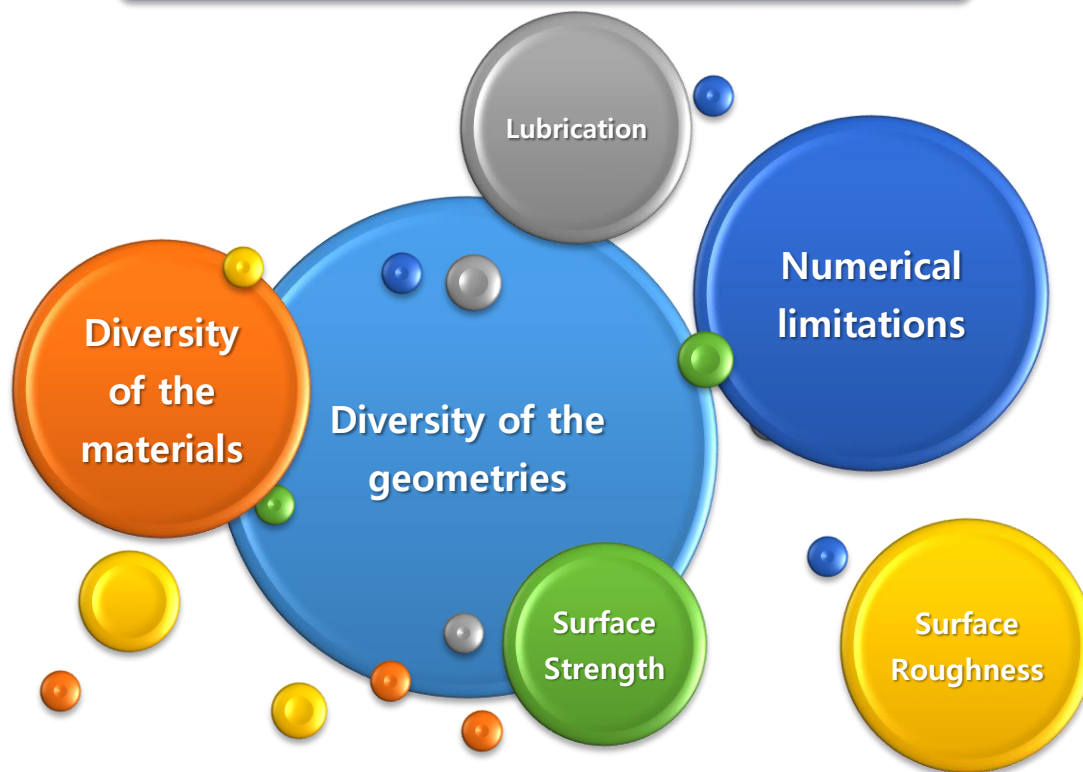 Lubrication
Numerical
limitations
Diversity
of the
materials
Diversity of the
geometries
Surface
Strength
Surface
Roughness